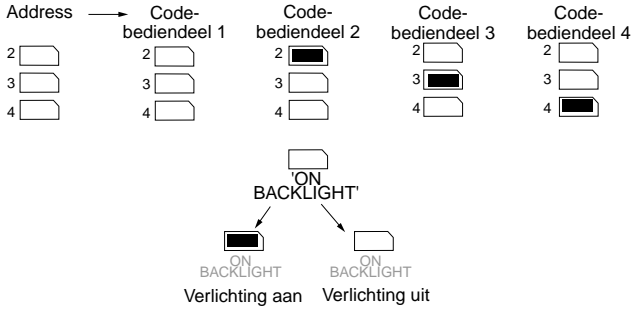 Address
Code-
bediendeel 1
Code-
bediendeel 2
Code-
bediendeel 3
Code-
bediendeel 4
2 2 2 2 2
3 3 3 3 3
4 4 4 4 4
'ON
BACKLIGHT'
ON
BACKLIGHT
Verlichting aan
ON
BACKLIGHT
Verlichting uit